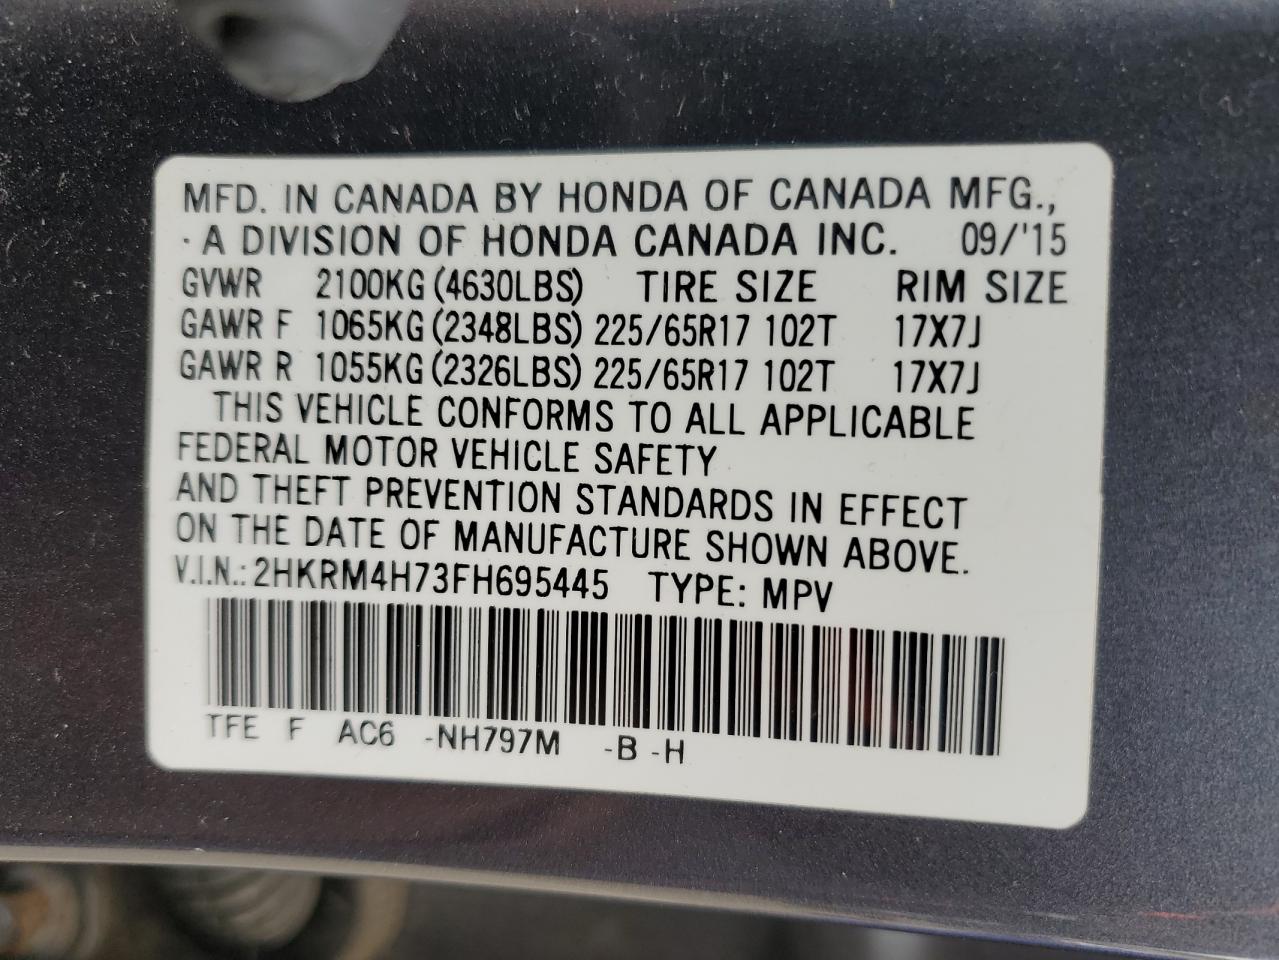 MFD. IN CANADA BY HONDA OF CANADA MFG.,
· A DIVISION OF HONDA CANADA INC. 09/'15
GVWR 2100KG (4630LBS) TIRE SIZE RIM SIZE
GAWR F 1065KG (2348LBS) 225/65R17 102T 17X7J
GAWR R 1055KG (2326LBS) 225/65R17 102T 17X7J
THIS VEHICLE CONFORMS TO ALL APPLICABLE
FEDERAL MOTOR VEHICLE SAFETY
AND THEFT PREVENTION STANDARDS IN EFFECT
ON THE DATE OF MANUFACTURE SHOWN ABOVE.
V.I.N.: 2HKRM4H73FH695445 TYPE: MPV
TFE F AC6 -NH797M -B -H